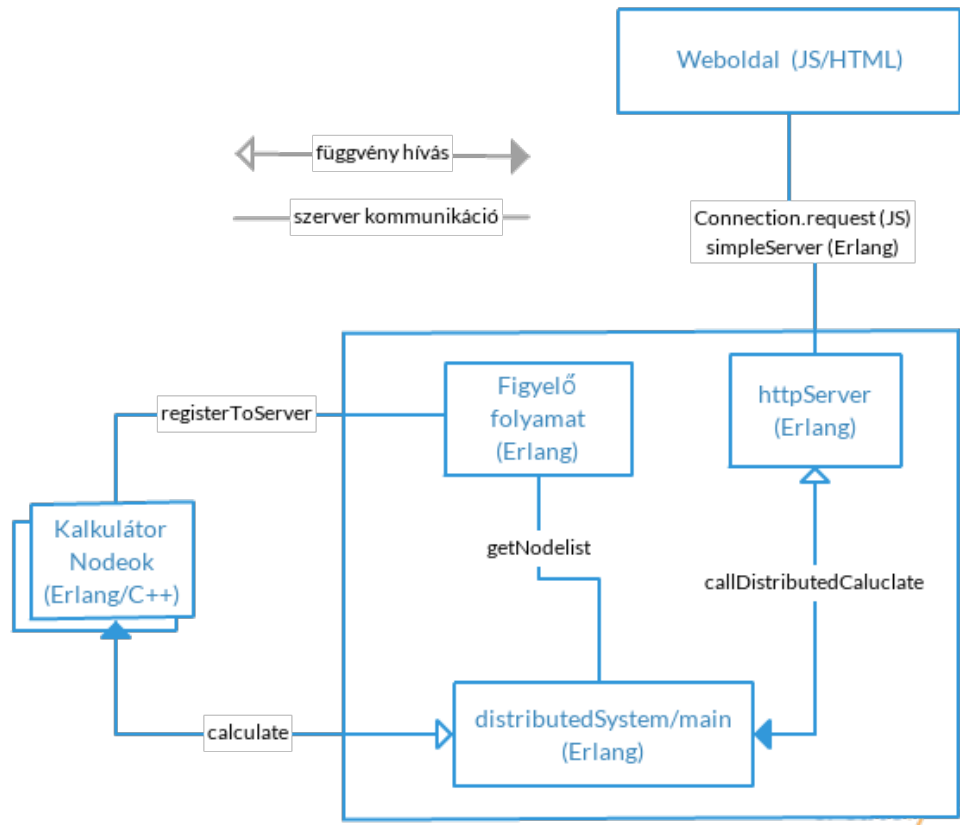 Weboldal (JS/HTML)
függvény hívás
szerver kommunikáció
Connection.request (JS)
simpleServer (Erlang)
Figyelő
folyamat
(Erlang)
httpServer
(Erlang)
registerToServer
Kalkulátor
Nodeok
(Erlang/C++)
getNodelist
callDistributedCaluclate
calculate
distributedSystem/main
(Erlang)